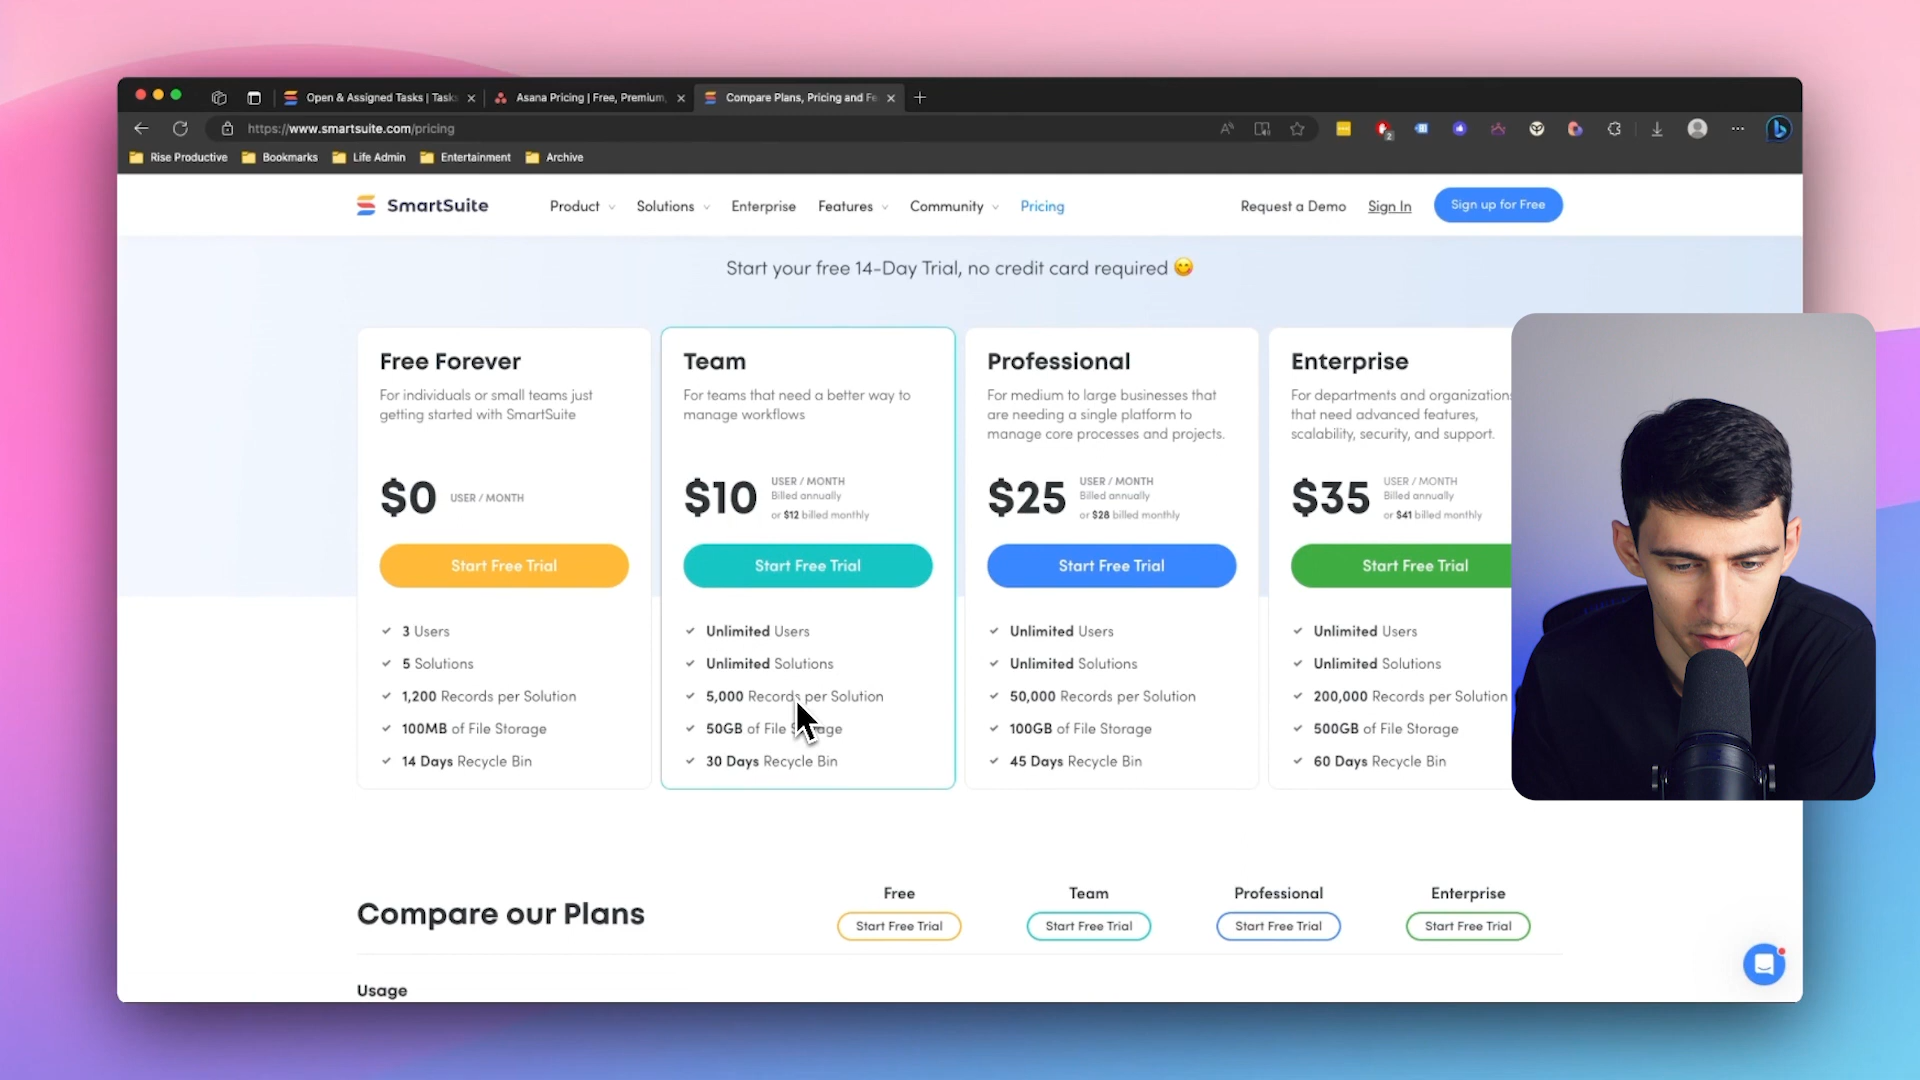 Open & Assigned Tasks | Tasks
Asana Pricing | Free, Premium,
Compare Plans, Pricing and Fe
https://www.smartsuite.com/pricing
2
Rise Productive
Bookmarks
Life Admin
Entertainment
Archive
SmartSuite
Product
Solutions
Enterprise
Features
Community
Pricing
Request a Demo
Sign In
Sign up for Free
Start your free 14-Day Trial, no credit card required 😋
Free Forever
For individuals or small teams just
getting started with SmartSuite
$0 USER / MONTH
Start Free Trial
3 Users
5 Solutions
1,200 Records per Solution
100MB of File Storage
14 Days Recycle Bin
Team
For teams that need a better way to
manage workflows
$10
USER / MONTH
Billed annually
or $12 billed monthly
Start Free Trial
Unlimited Users
Unlimited Solutions
5,000 Records per Solution
50GB of File Storage
30 Days Recycle Bin
Professional
For medium to large businesses that
are needing a single platform to
manage core processes and projects.
$25
USER / MONTH
Billed annually
or $28 billed monthly
Start Free Trial
Unlimited Users
Unlimited Solutions
50,000 Records per Solution
100GB of File Storage
45 Days Recycle Bin
Enterprise
For departments and organizations
that need advanced features,
scalability, security, and support.
$35
USER / MONTH
Billed annually
or $41 billed monthly
Start Free Trial
Unlimited Users
Unlimited Solutions
200,000 Records per Solution
500GB of File Storage
60 Days Recycle Bin
Compare our Plans
Free
Start Free Trial
Team
Start Free Trial
Professional
Start Free Trial
Enterprise
Start Free Trial
Usage